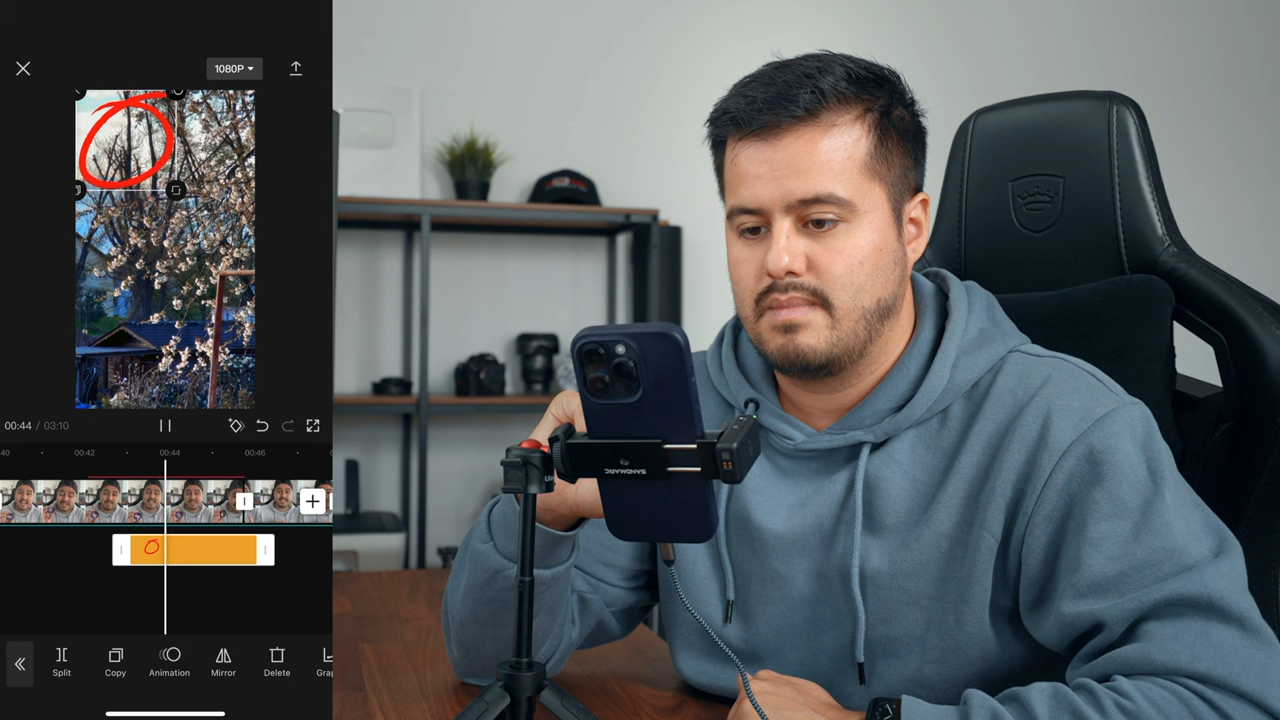 1080P
00:44 / 03:10
00:42
00:44
00:46
Split
Copy
Animation
Mirror
Delete
SANDMARC